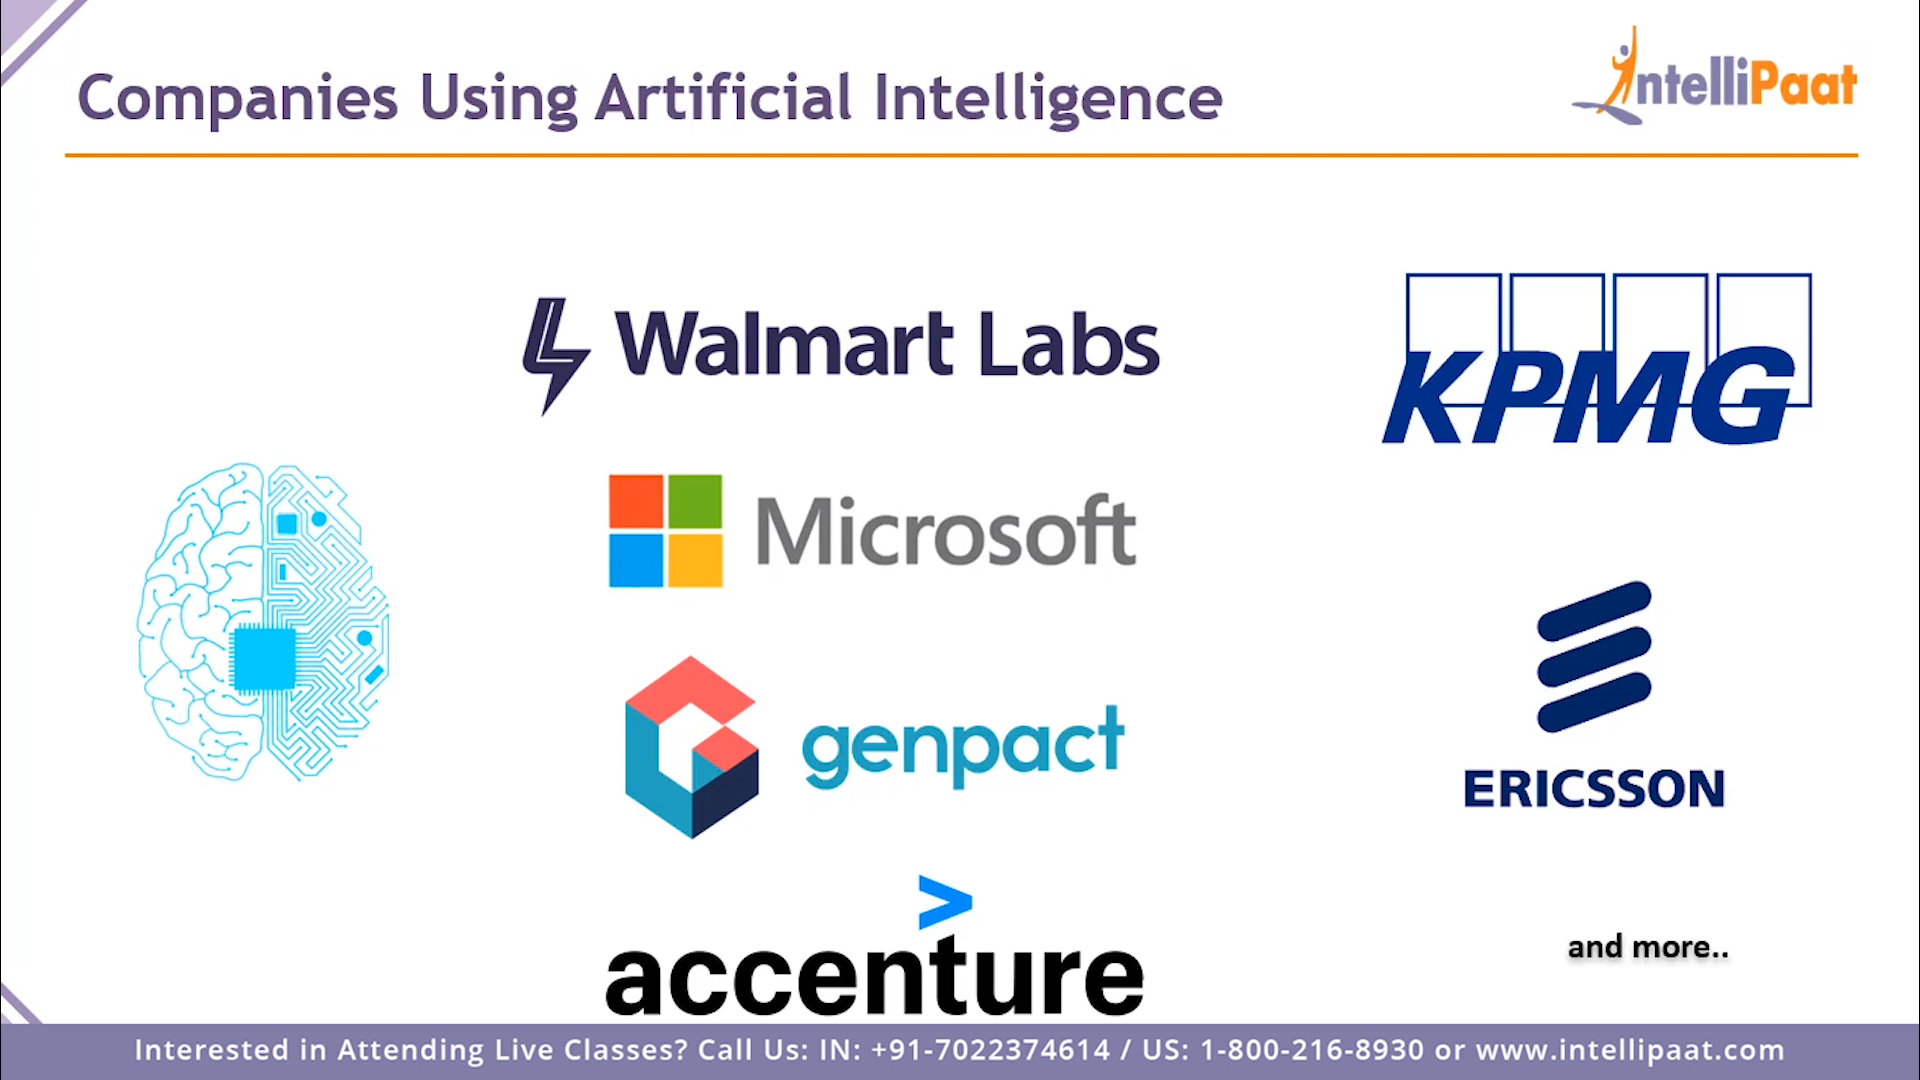 Companies Using Artificial Intelligence
IntelliPaat
Walmart Labs
KPMG
Microsoft
genpact
ERICSSON
>
accenture
and more..
Interested in Attending Live Classes? Call Us: IN: +91-7022374614 / US: 1-800-216-8930 or www.intellipaat.com